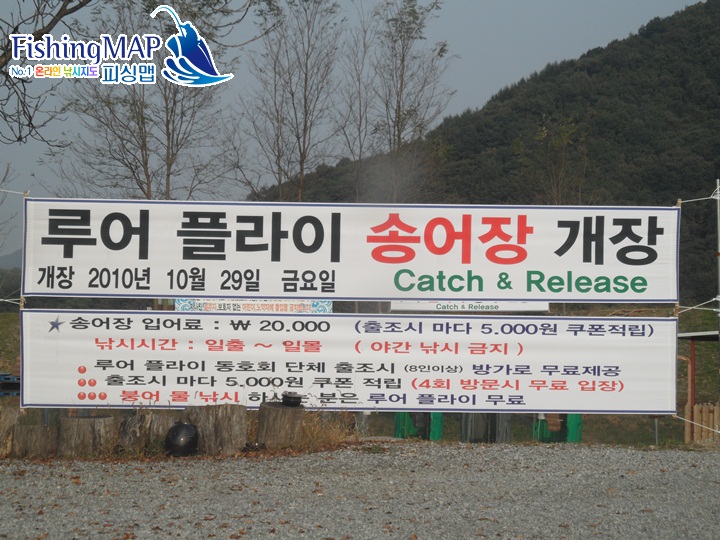 FishingMAP
No.1 온라인 낚시지도 피싱맵
루어 플라이 송어장 개장
개장 2010년 10월 29일 금요일 Catch & Release
Catch & Release
송어장 입어료 : ₩ 20.000 (출조시 마다 5.000원 쿠폰적립)
낚시시간 : 일출 ~ 일몰 ( 야간 낚시 금지 )
루어 플라이 동호회 단체 출조시 (8인이상) 방가로 무료제공
출조시 마다 5.000원 쿠폰 적립 (4회 방문시 무료 입장)
붕어 물 낚시 하시는 분은 루어 플라이 무료